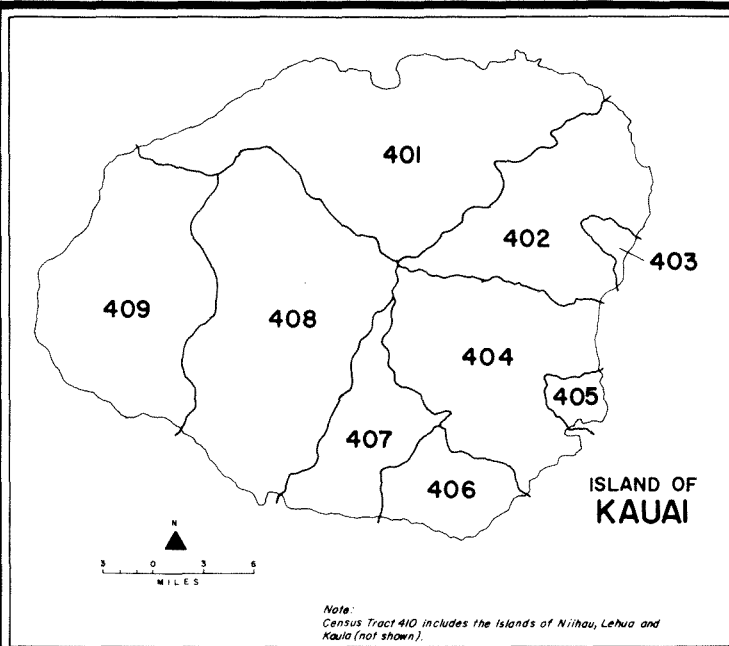 401
402
403
409
408
404
405
407
406
ISLAND OF
KAUAI
N
3 0 3 6
MILES
Note:
Census Tract 410 includes the Islands of Niihau, Lehua and
Kaula (not shown).